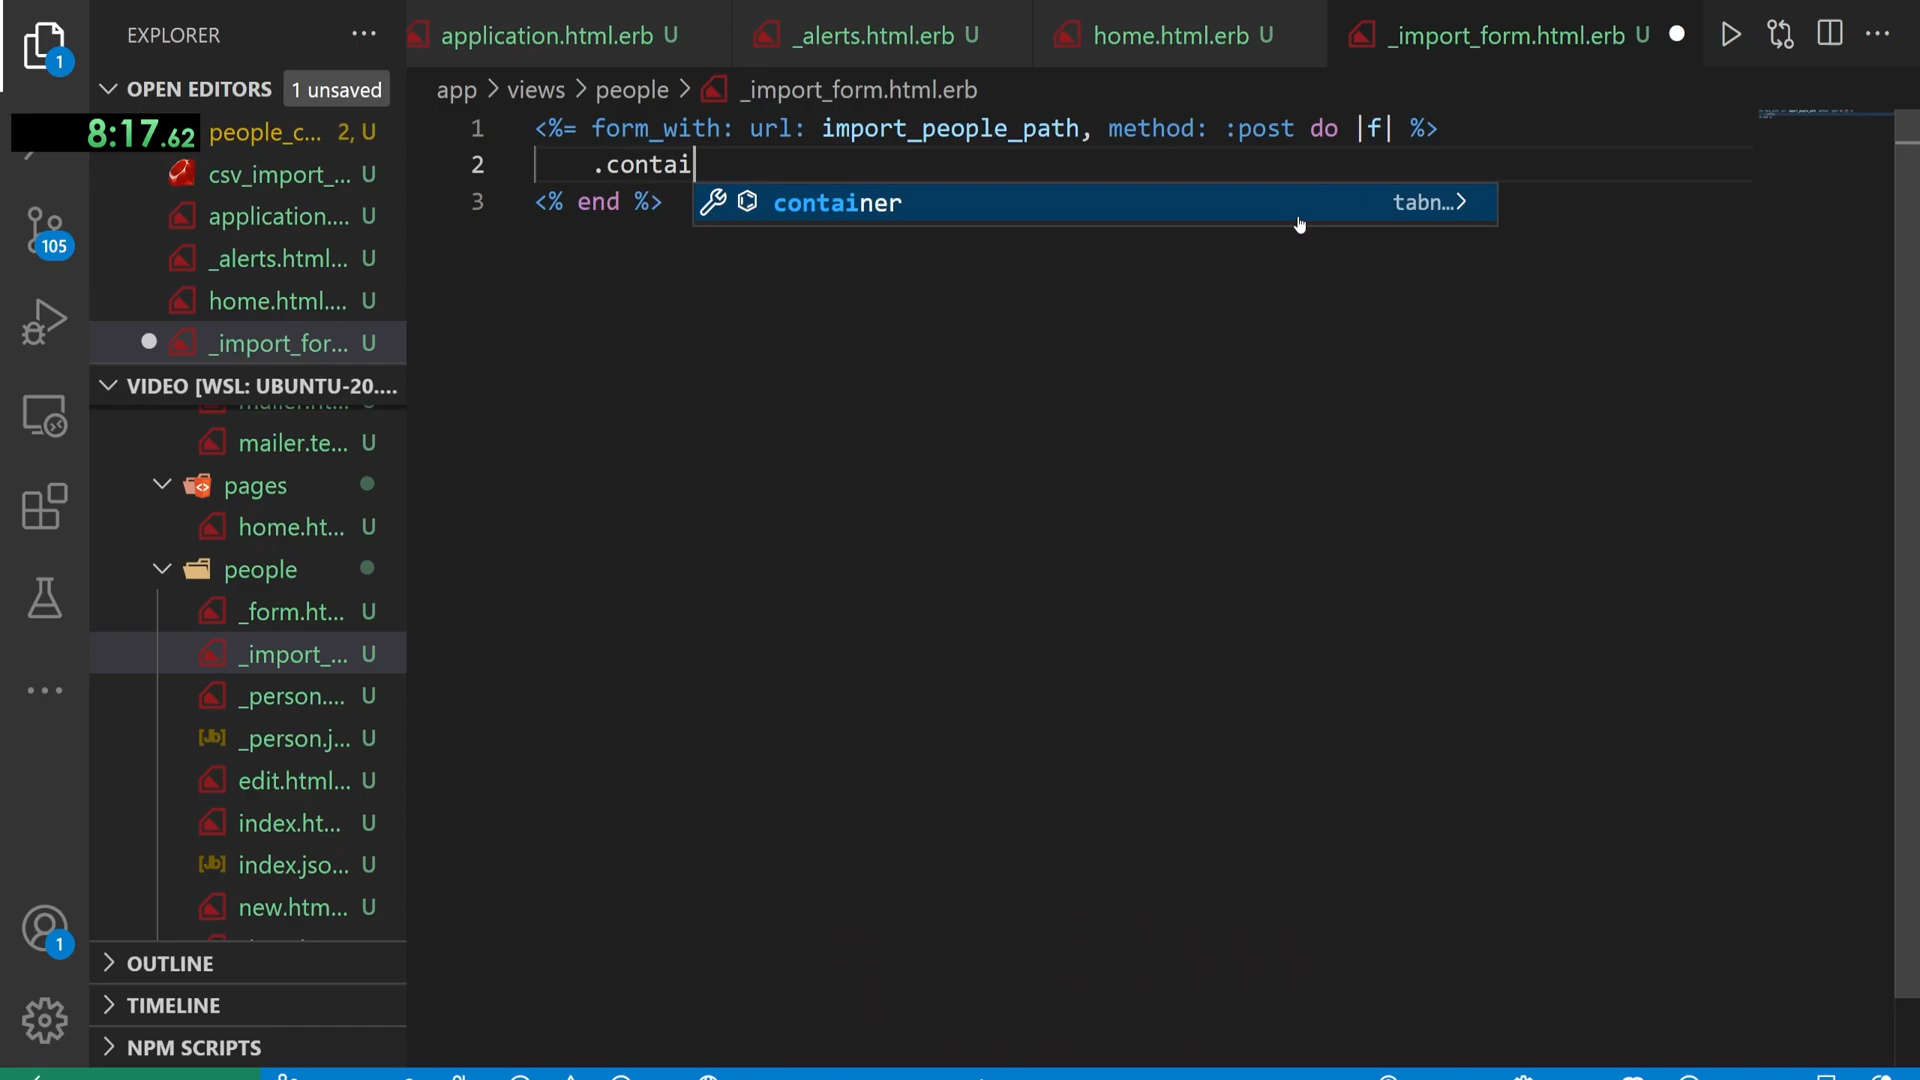 EXPLORER
application.html.erb U
_alerts.html.erb U
home.html.erb U
_import_form.html.erb U
1
OPEN EDITORS
1 unsaved
app > views > people > _import_form.html.erb
8:17.62
people_c... 2, U
1 <%= form_with: url: import_people_path, method: :post do |f| %>
csv_import_... U
2 .contai
application.... U
container tabn...>
3 <% end %>
105
_alerts.html... U
home.html.... U
_import_for... U
VIDEO [WSL: UBUNTU-20....
mailer.te... U
pages
home.ht... U
people
_form.ht... U
_import_... U
_person.... U
_person.j... U
edit.html... U
index.ht... U
index.jso... U
new.htm... U
1
OUTLINE
TIMELINE
NPM SCRIPTS